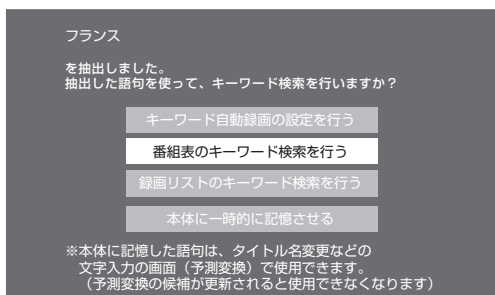 フランス
を抽出しました。
抽出した語句を使って、キーワード検索を行いますか？
キーワード自動録画の設定を行う
番組表のキーワード検索を行う
録画リストのキーワード検索を行う
本体に一時的に記憶させる
※本体に記憶した語句は、タイトル名変更などの
文字入力の画面（予測変換）で使用できます。
（予測変換の候補が更新されると使用できなくなります）